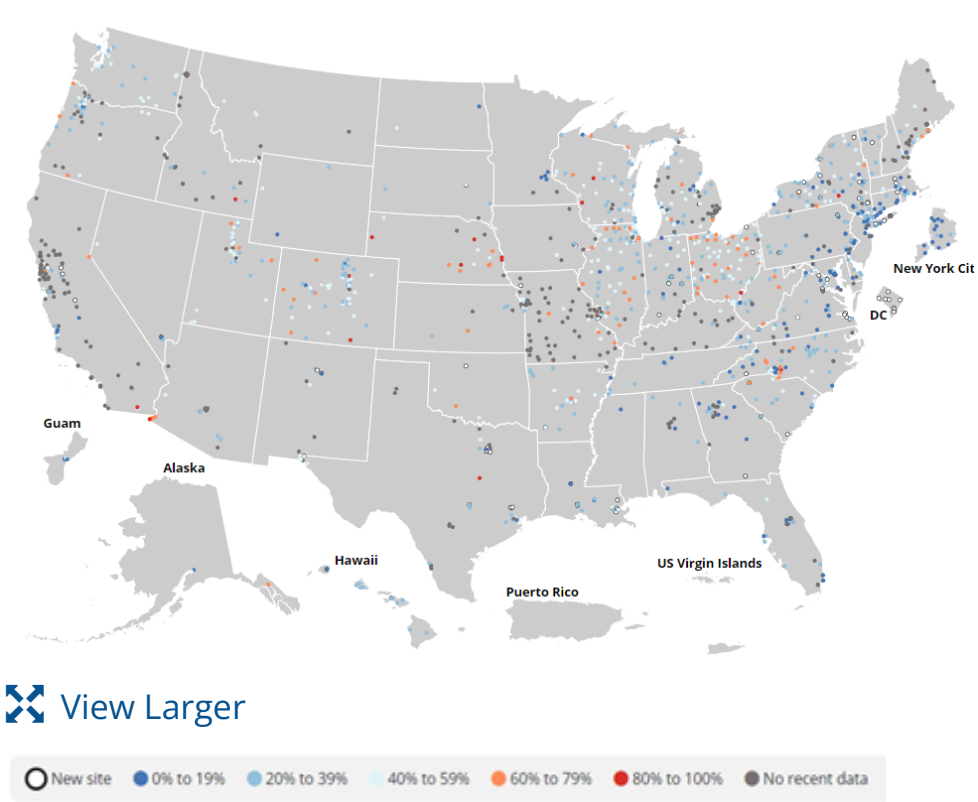 New York Cit
DC
Guam
Alaska
Hawaii
US Virgin Islands
Puerto Rico
View Larger
New site 0% to 19% 20% to 39% 40% to 59% 60% to 79% 80% to 100% No recent data